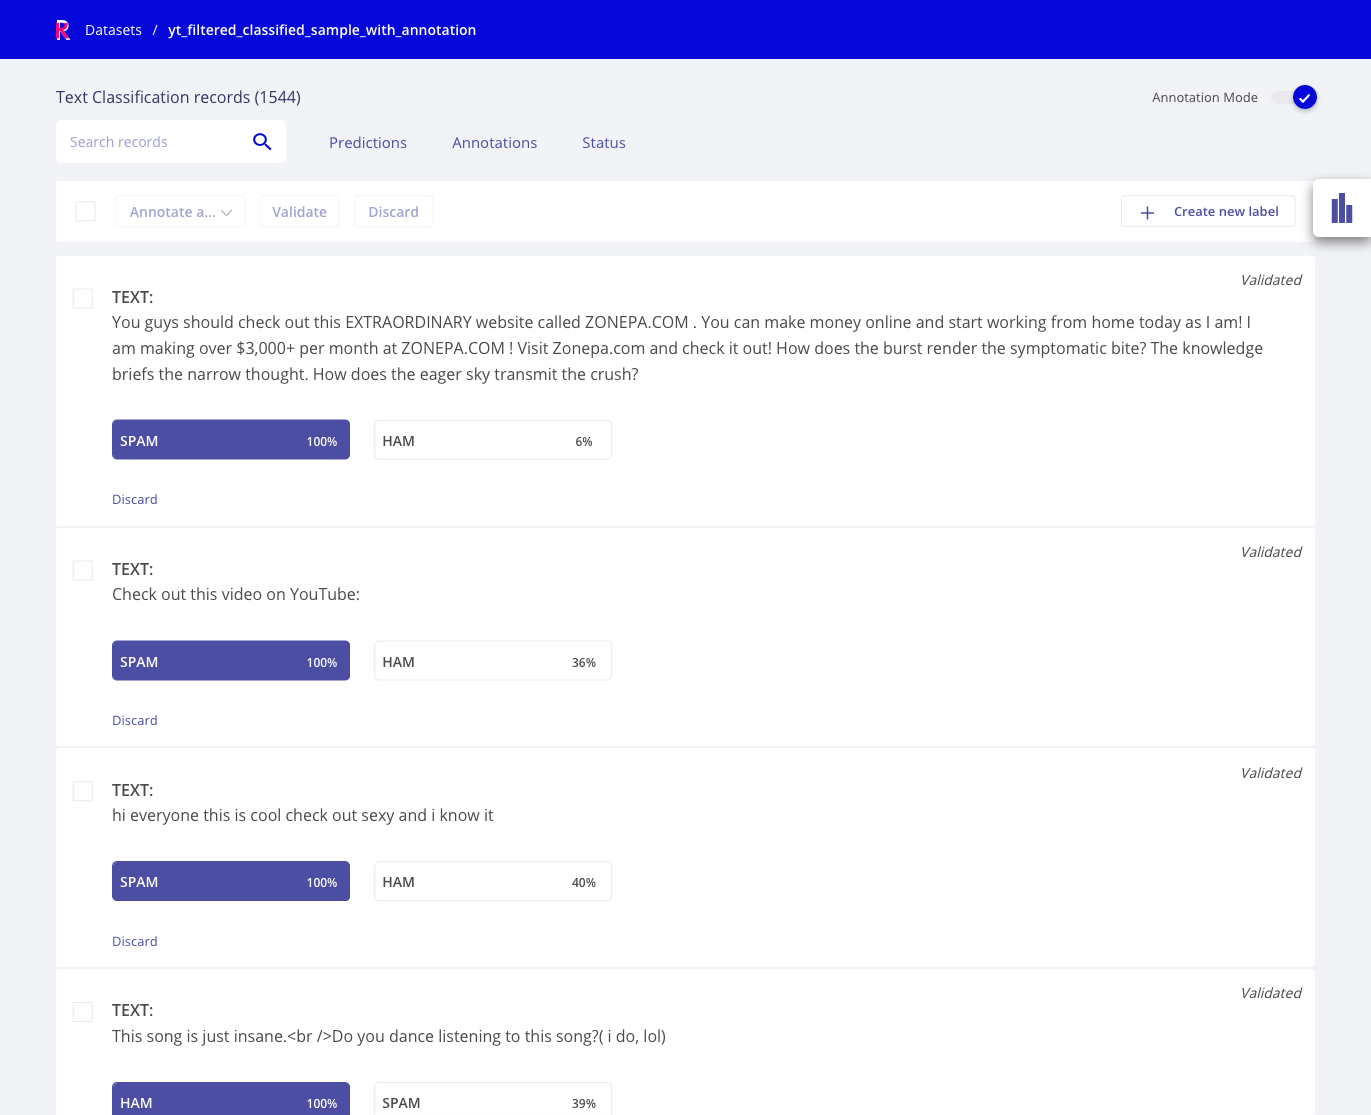 Datasets / yt_filtered_classified_sample_with_annotation
Text Classification records (1544)
Annotation Mode
Search records
Predictions
Annotations
Status
Annotate a...
Validate
Discard
Create new label
Validated
TEXT:
You guys should check out this EXTRAORDINARY website called ZONEPA.COM . You can make money online and start working from home today as I am! I
am making over $3,000+ per month at ZONEPA.COM ! Visit Zonepa.com and check it out! How does the burst render the symptomatic bite? The knowledge
briefs the narrow thought. How does the eager sky transmit the crush?
SPAM 100%
HAM 6%
Discard
Validated
TEXT:
Check out this video on YouTube:
SPAM 100%
HAM 36%
Discard
Validated
TEXT:
hi everyone this is cool check out sexy and i know it
SPAM 100%
HAM 40%
Discard
Validated
TEXT:
This song is just insane.<br />Do you dance listening to this song?( i do, lol)
HAM 100%
SPAM 39%